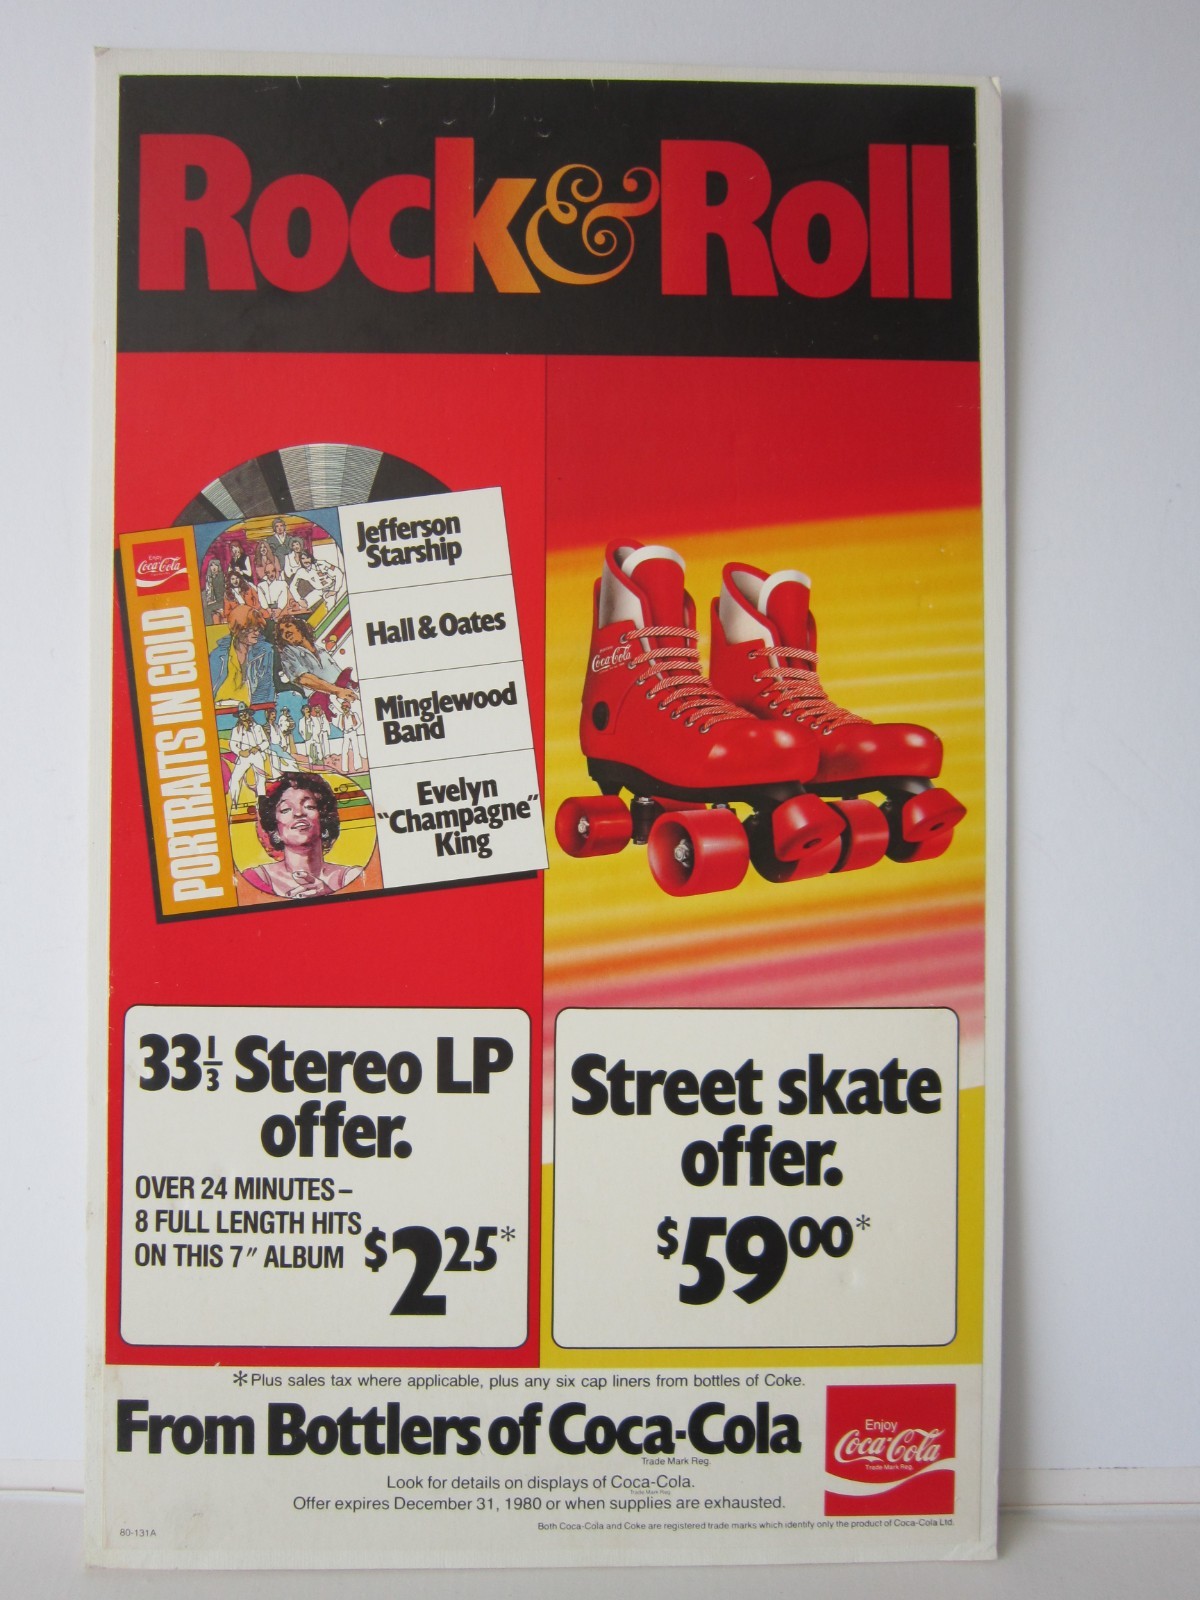 Rock & Roll
Enjoy
Coca-Cola
PORTRAITS IN GOLD
Jefferson
Starship
Hall & Oates
Minglewood
Band
Evelyn
"Champagne"
King
Coca-Cola
33 1/3 Stereo LP
offer.
OVER 24 MINUTES–
8 FULL LENGTH HITS
ON THIS 7" ALBUM
$2.25*
Street skate
offer.
$59.00*
*Plus sales tax where applicable, plus any six cap liners from bottles of Coke.
From Bottlers of Coca-Cola
Trade Mark Reg.
Look for details on displays of Coca-Cola.
Trade Mark Reg.
Offer expires December 31, 1980 or when supplies are exhausted.
Enjoy
Coca-Cola
Trade Mark Reg.
80-131A
Both Coca-Cola and Coke are registered trade marks which identify only the product of Coca-Cola Ltd.